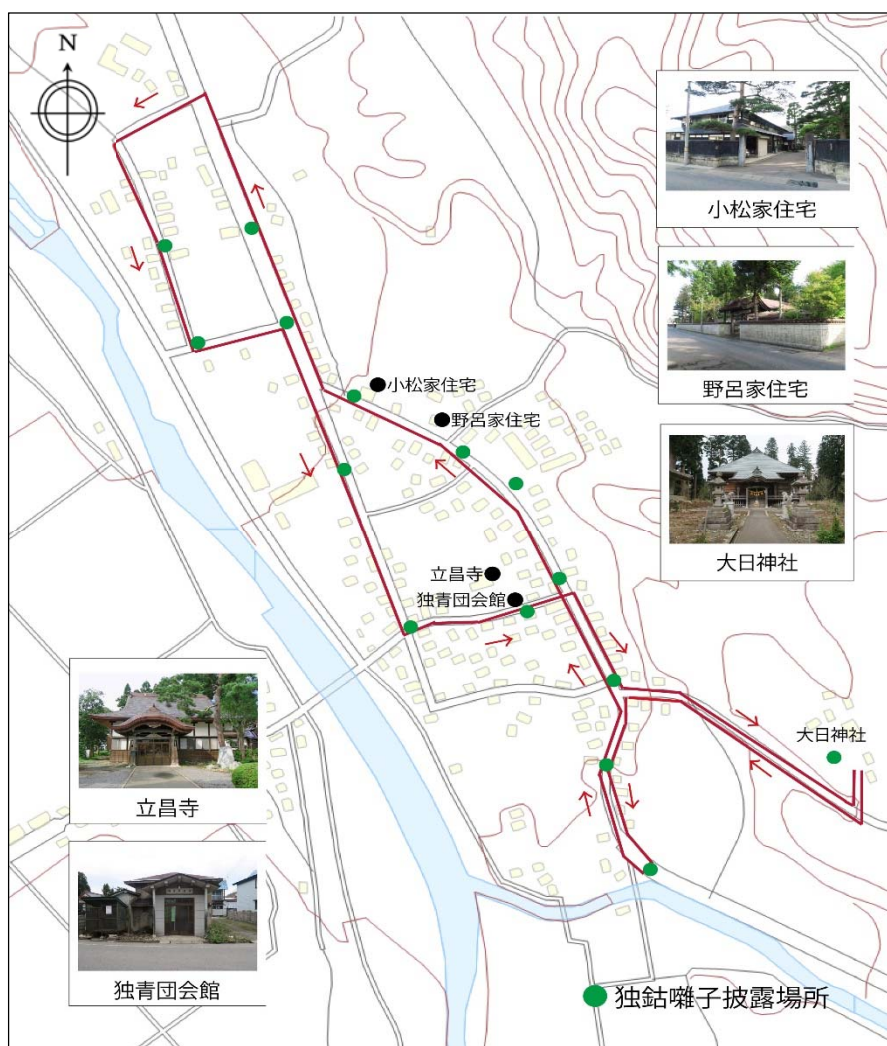 N
小松家住宅
野呂家住宅
小松家住宅
野呂家住宅
大日神社
立昌寺
独青団会館
大日神社
立昌寺
独青団会館
独鈷囃子披露場所